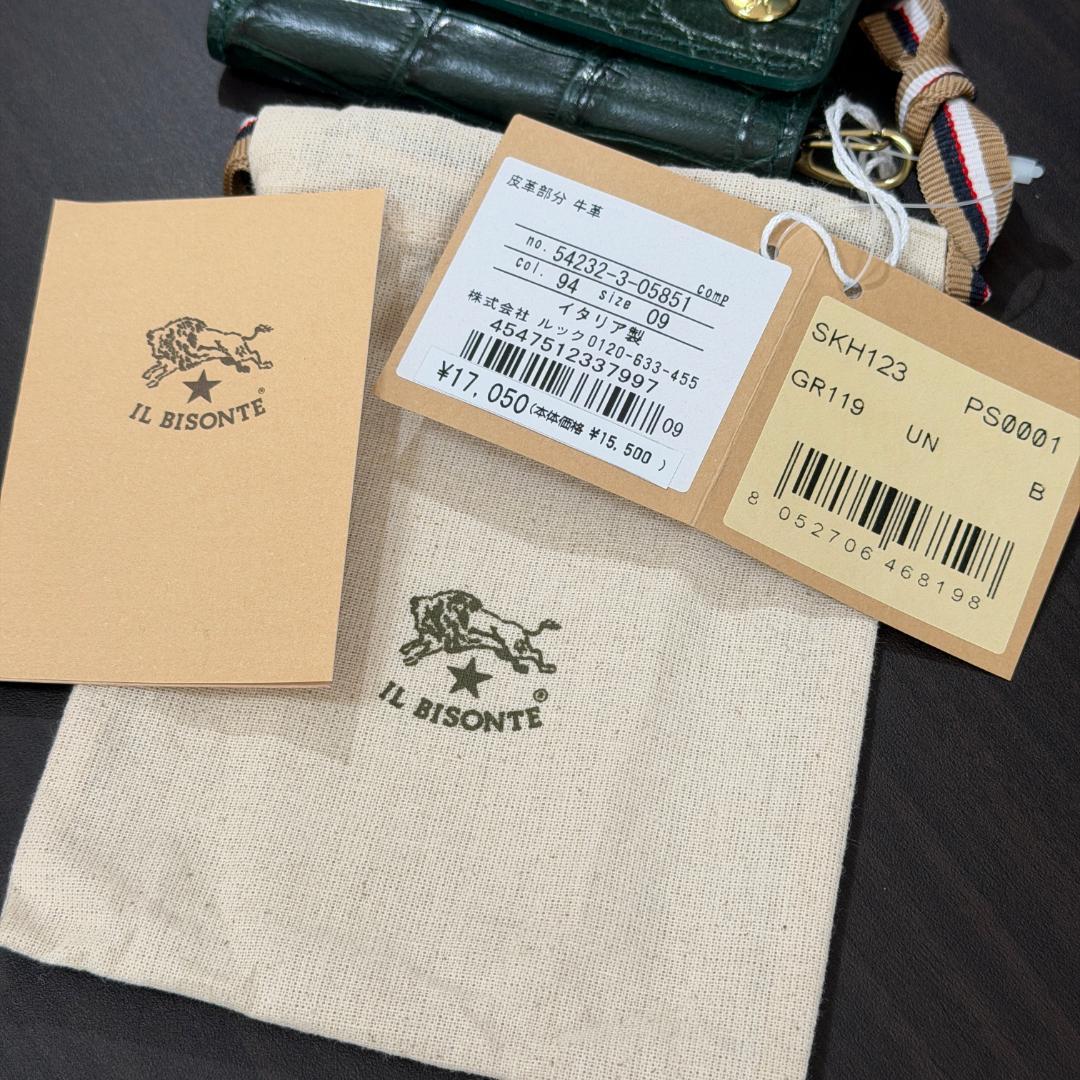 IL BISONTE®
皮革部分 牛革
no. 54232-3-05851 comp
col. 94 size 09
イタリア製
株式会社 ルック 0120-633-455
4547512337997
09
¥17,050(本体価格 ¥15,500 )
SKH123
GR119 PS0001
UN
B
8 052706 468198
IL BISONTE®